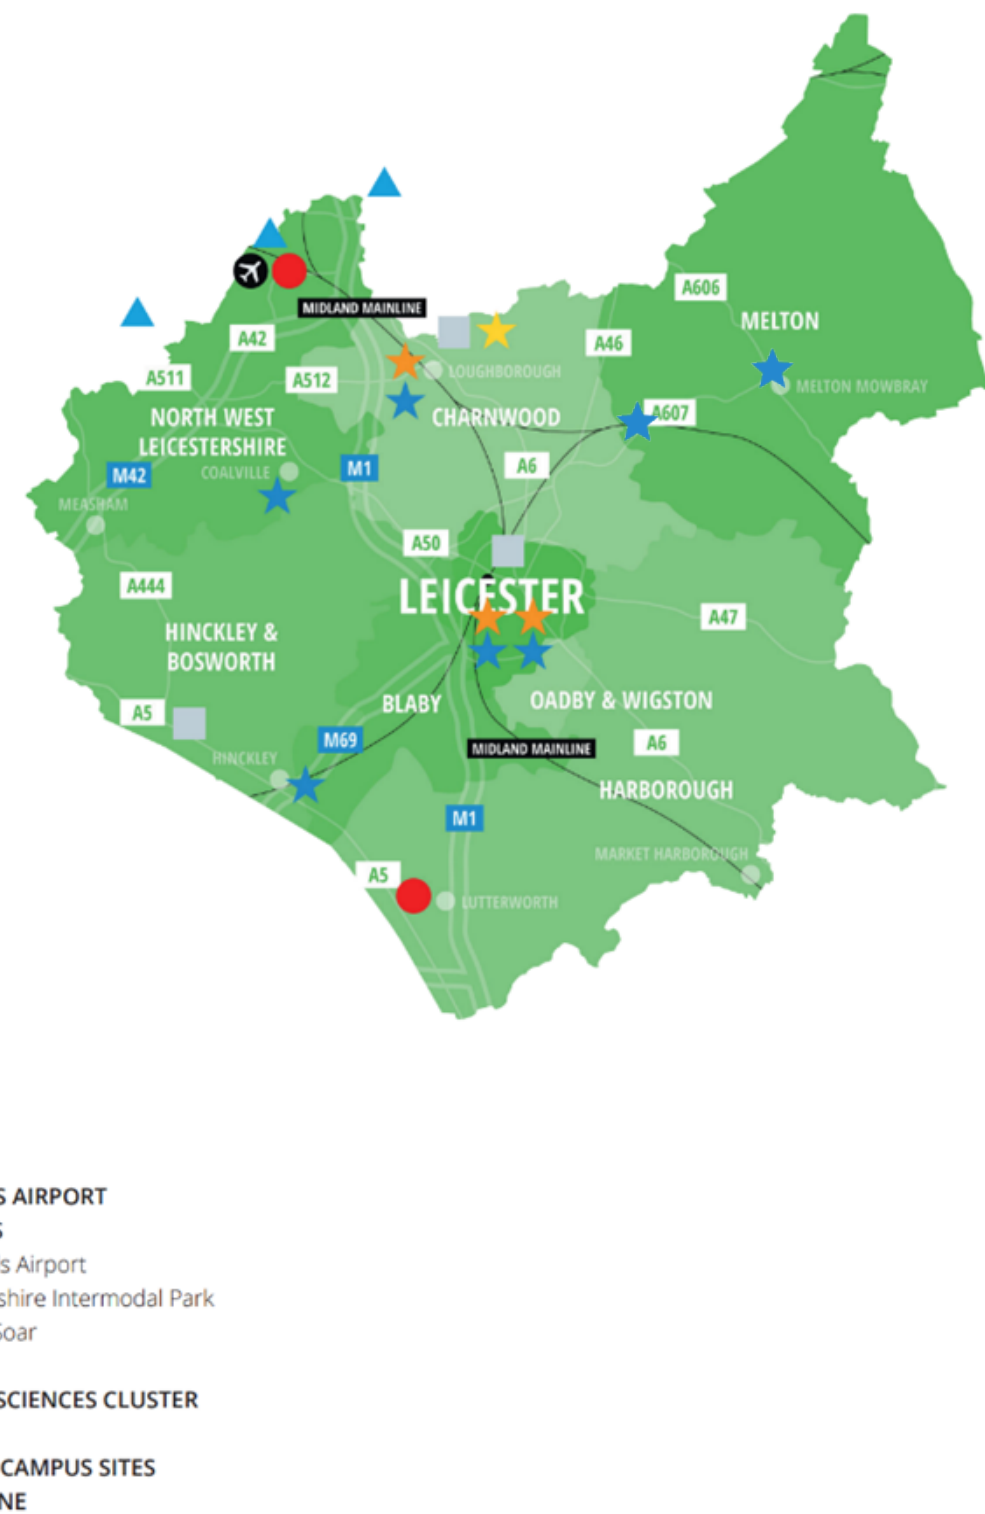 MIDLAND MAINLINE
A606
MELTON
A42
A46
A511
A512
LOUGHBOROUGH
MELTON MOWBRAY
NORTH WEST
LEICESTERSHIRE
CHARNWOOD
A607
COALVILLE
M42
M1
A6
MEASHAM
A50
A444
LEICESTER
A47
HINCKLEY &
BOSWORTH
BLABY
OADBY & WIGSTON
A5
M69
A6
HINCKLEY
MIDLAND MAINLINE
HARBOROUGH
M1
MARKET HARBOROUGH
A5
LUTTERWORTH
S AIRPORT
S
s Airport
shire Intermodal Park
Soar
SCIENCES CLUSTER
CAMPUS SITES
NE